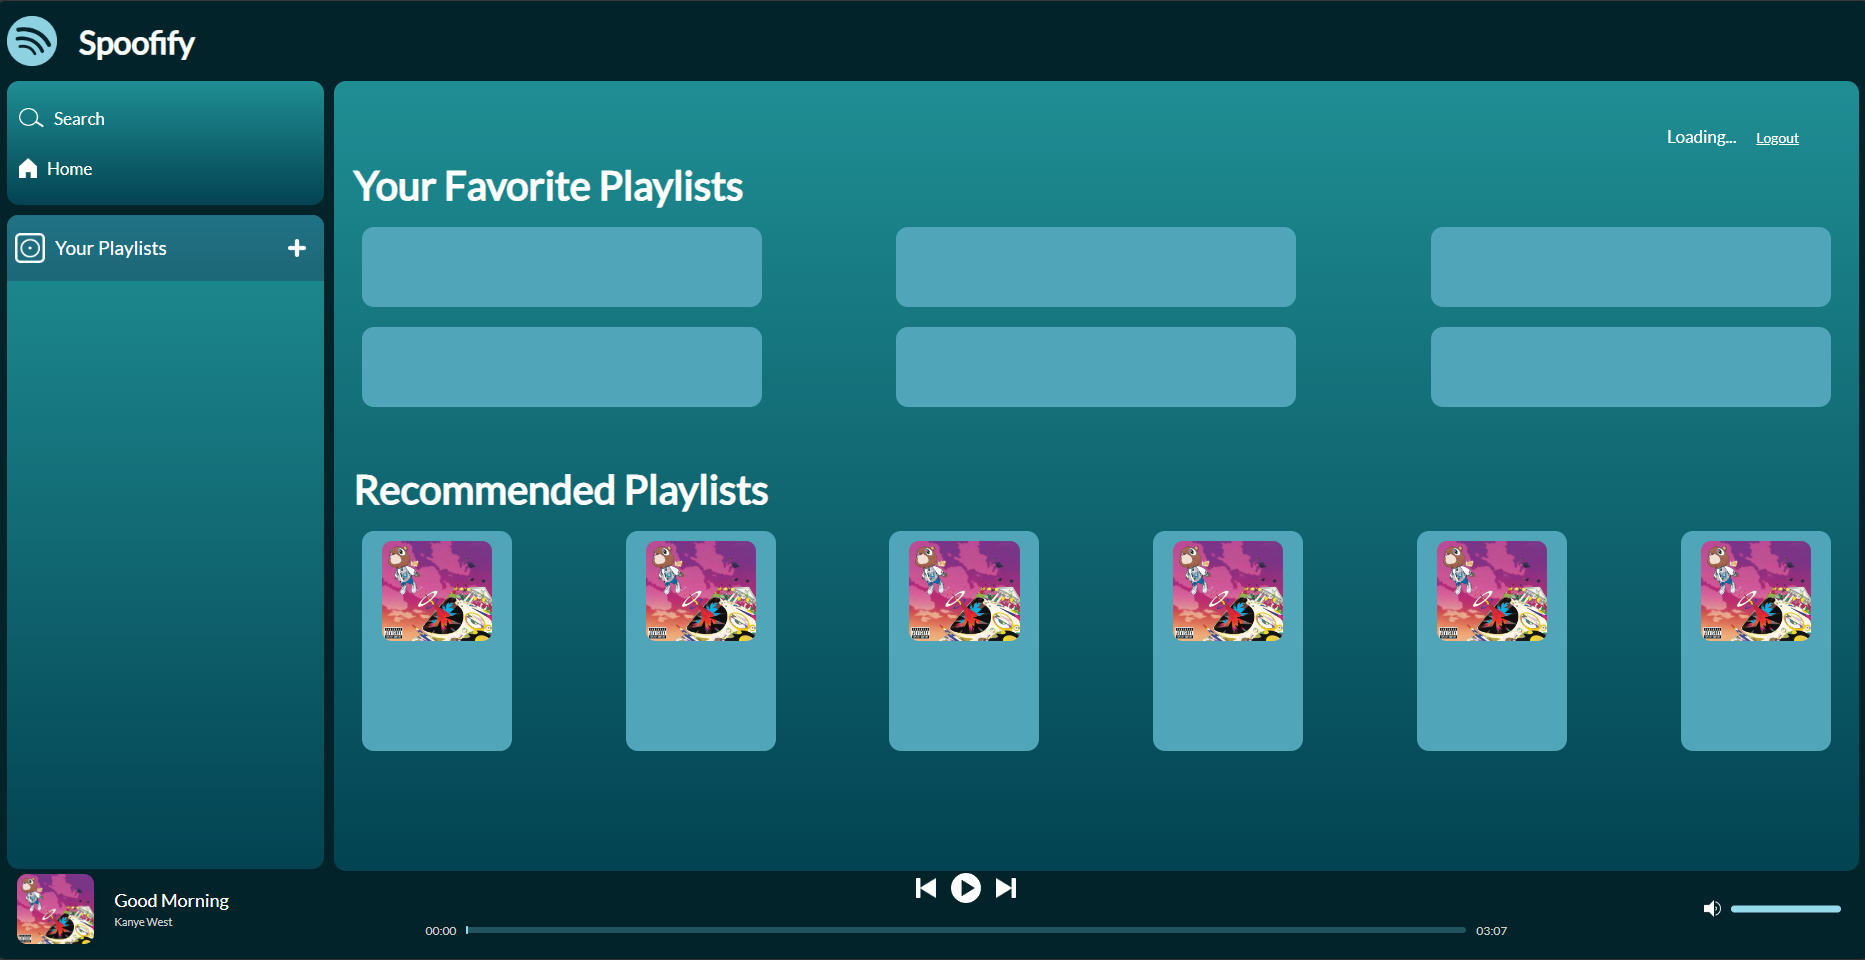 Spoofify
Search
Home
Your Playlists
Loading...
Logout
Your Favorite Playlists
Recommended Playlists
Good Morning
Kanye West
00:00
03:07